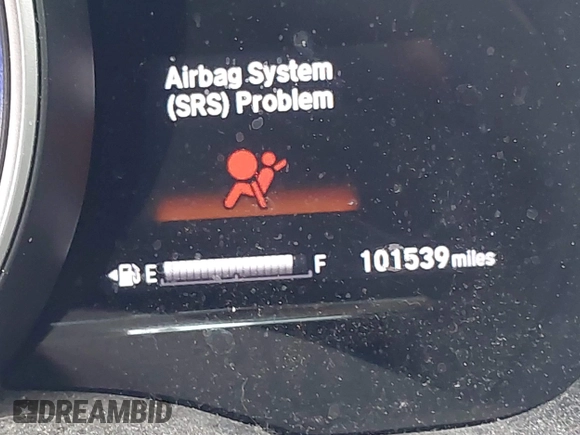 Airbag System
(SRS) Problem
E F 101539 miles
DREAMBID